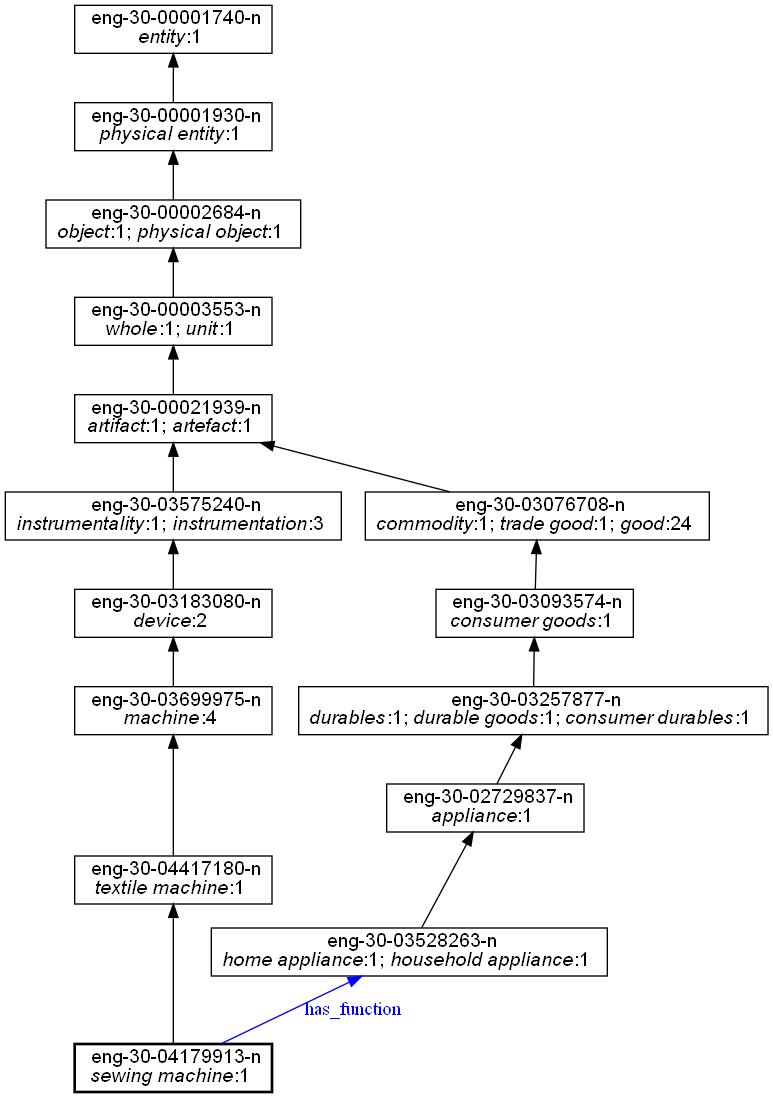 eng-30-00001740-n
entity:1
eng-30-00001930-n
physical entity:1
eng-30-00002684-n
object:1; physical object:1
eng-30-00003553-n
whole:1; unit:1
eng-30-00021939-n
artifact:1; artefact:1
eng-30-03575240-n
instrumentality:1; instrumentation:3
eng-30-03076708-n
commodity:1; trade good:1; good:24
eng-30-03183080-n
device:2
eng-30-03093574-n
consumer goods:1
eng-30-03699975-n
machine:4
eng-30-03257877-n
durables:1; durable goods:1; consumer durables:1
eng-30-02729837-n
appliance:1
eng-30-04417180-n
textile machine:1
eng-30-03528263-n
home appliance:1; household appliance:1
has_function
eng-30-04179913-n
sewing machine:1